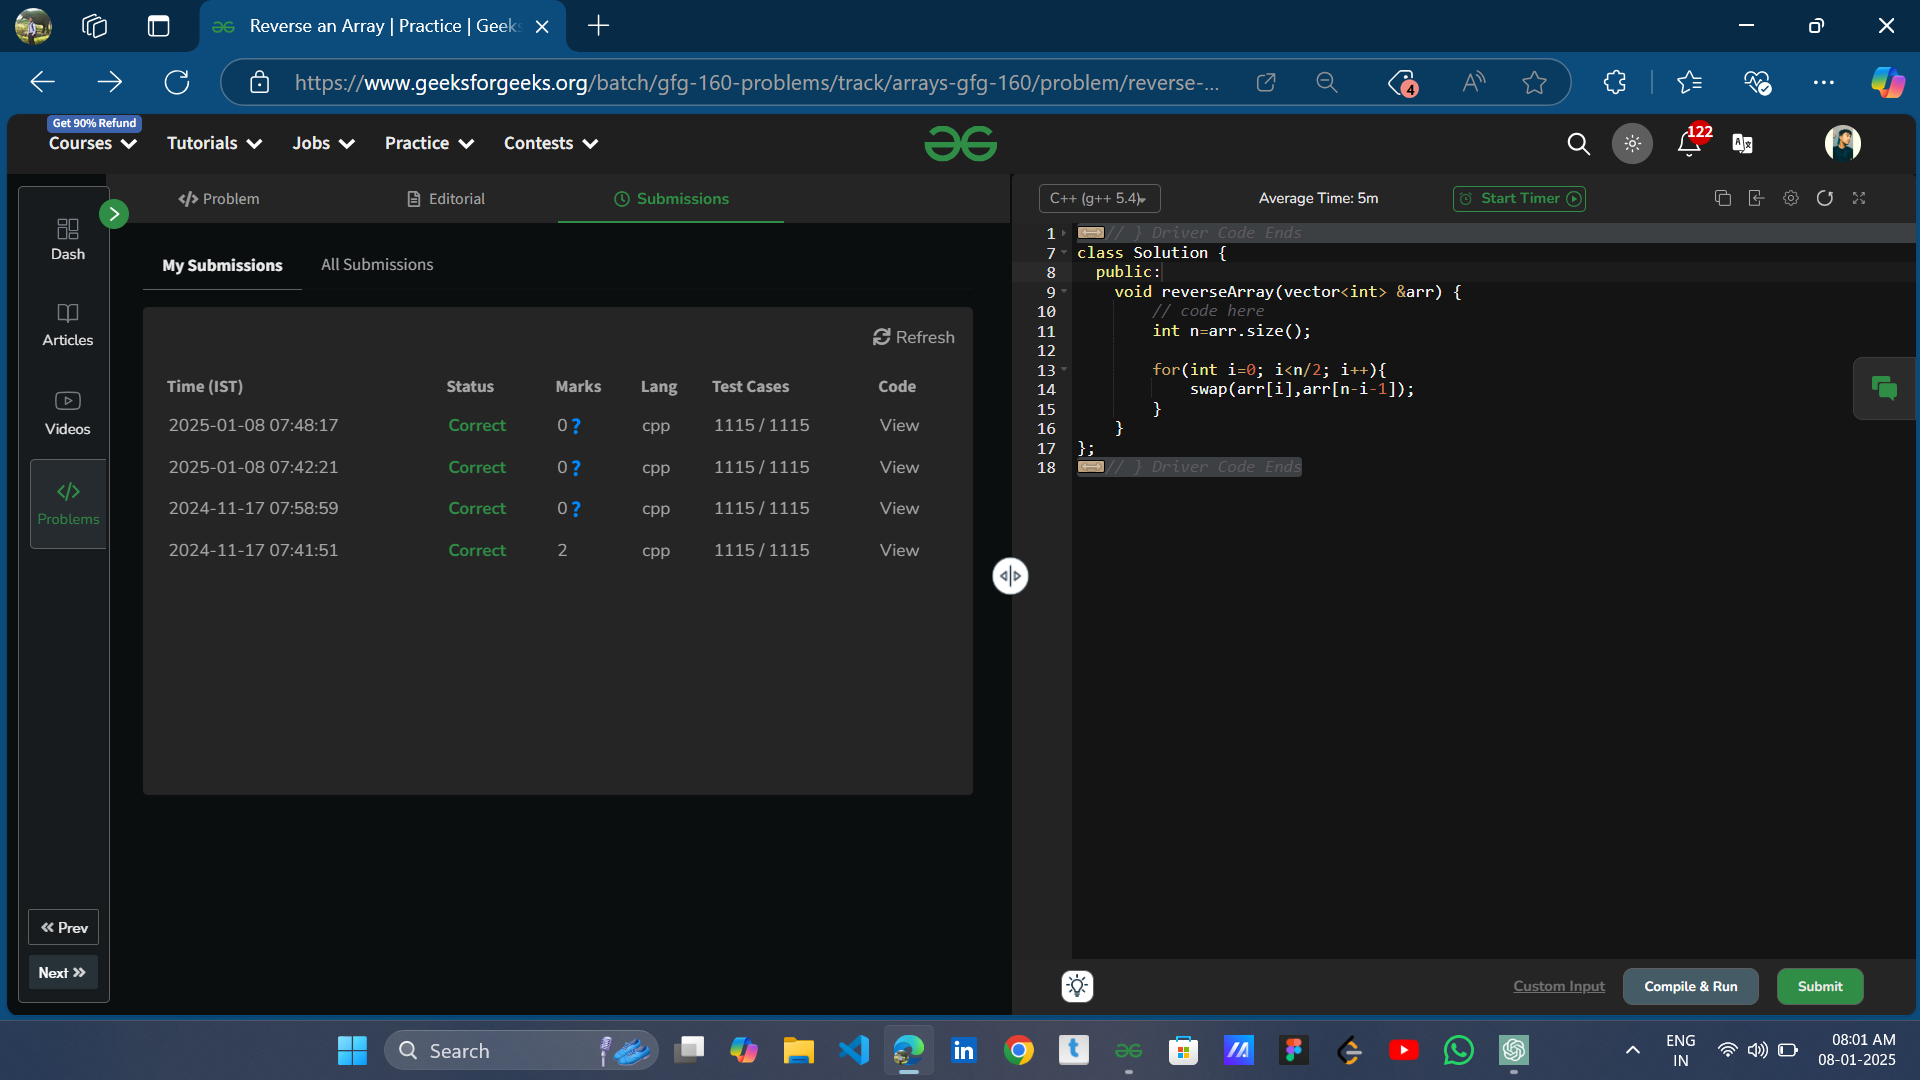 Reverse an Array | Practice | Geeks
https://www.geeksforgeeks.org/batch/gfg-160-problems/track/arrays-gfg-160/problem/reverse-...
4
Get 90% Refund
Courses Tutorials Jobs Practice Contests
122
Problem Editorial Submissions
C++ (g++ 5.4) Average Time: 5m Start Timer
Dash
Articles
Videos
Problems
Prev
Next
My Submissions All Submissions
Refresh
Time (IST) Status Marks Lang Test Cases Code
2025-01-08 07:48:17 Correct 0 ? cpp 1115 / 1115 View
2025-01-08 07:42:21 Correct 0 ? cpp 1115 / 1115 View
2024-11-17 07:58:59 Correct 0 ? cpp 1115 / 1115 View
2024-11-17 07:41:51 Correct 2 cpp 1115 / 1115 View
1 // } Driver Code Ends
7 class Solution {
8 public:
9 void reverseArray(vector<int> &arr) {
10 // code here
11 int n=arr.size();
12
13 for(int i=0; i<n/2; i++){
14 swap(arr[i],arr[n-i-1]);
15 }
16 }
17 };
18 // } Driver Code Ends
Custom Input Compile & Run Submit
Search
ENG
IN
08:01 AM
08-01-2025